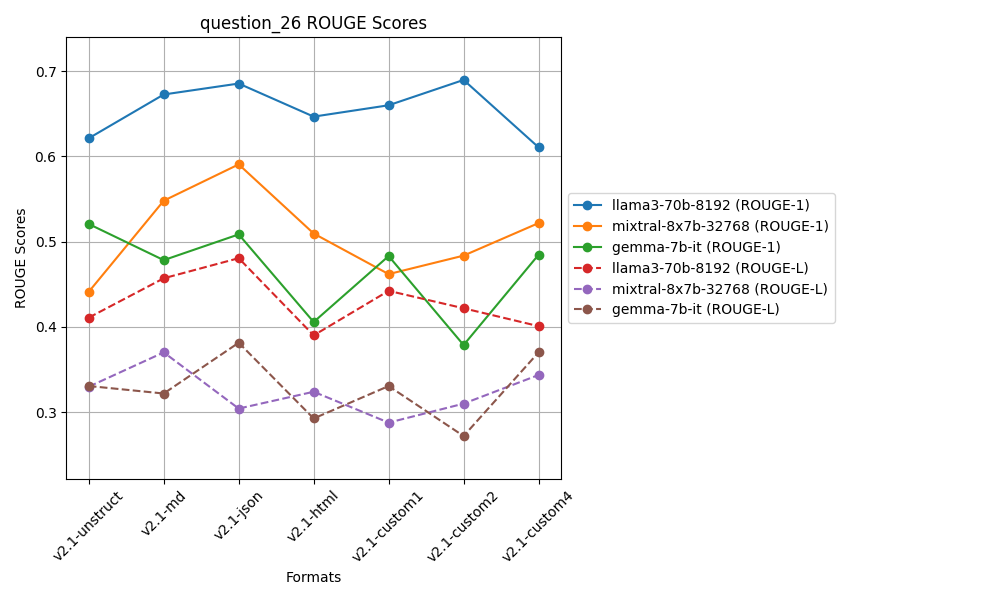 question_26 ROUGE Scores
ROUGE Scores
0.7
0.6
0.5
0.4
0.3
v2.1-unstruct
v2.1-md
v2.1-json
v2.1-html
v2.1-custom1
v2.1-custom2
v2.1-custom4
Formats
llama3-70b-8192 (ROUGE-1)
mixtral-8x7b-32768 (ROUGE-1)
gemma-7b-it (ROUGE-1)
llama3-70b-8192 (ROUGE-L)
mixtral-8x7b-32768 (ROUGE-L)
gemma-7b-it (ROUGE-L)